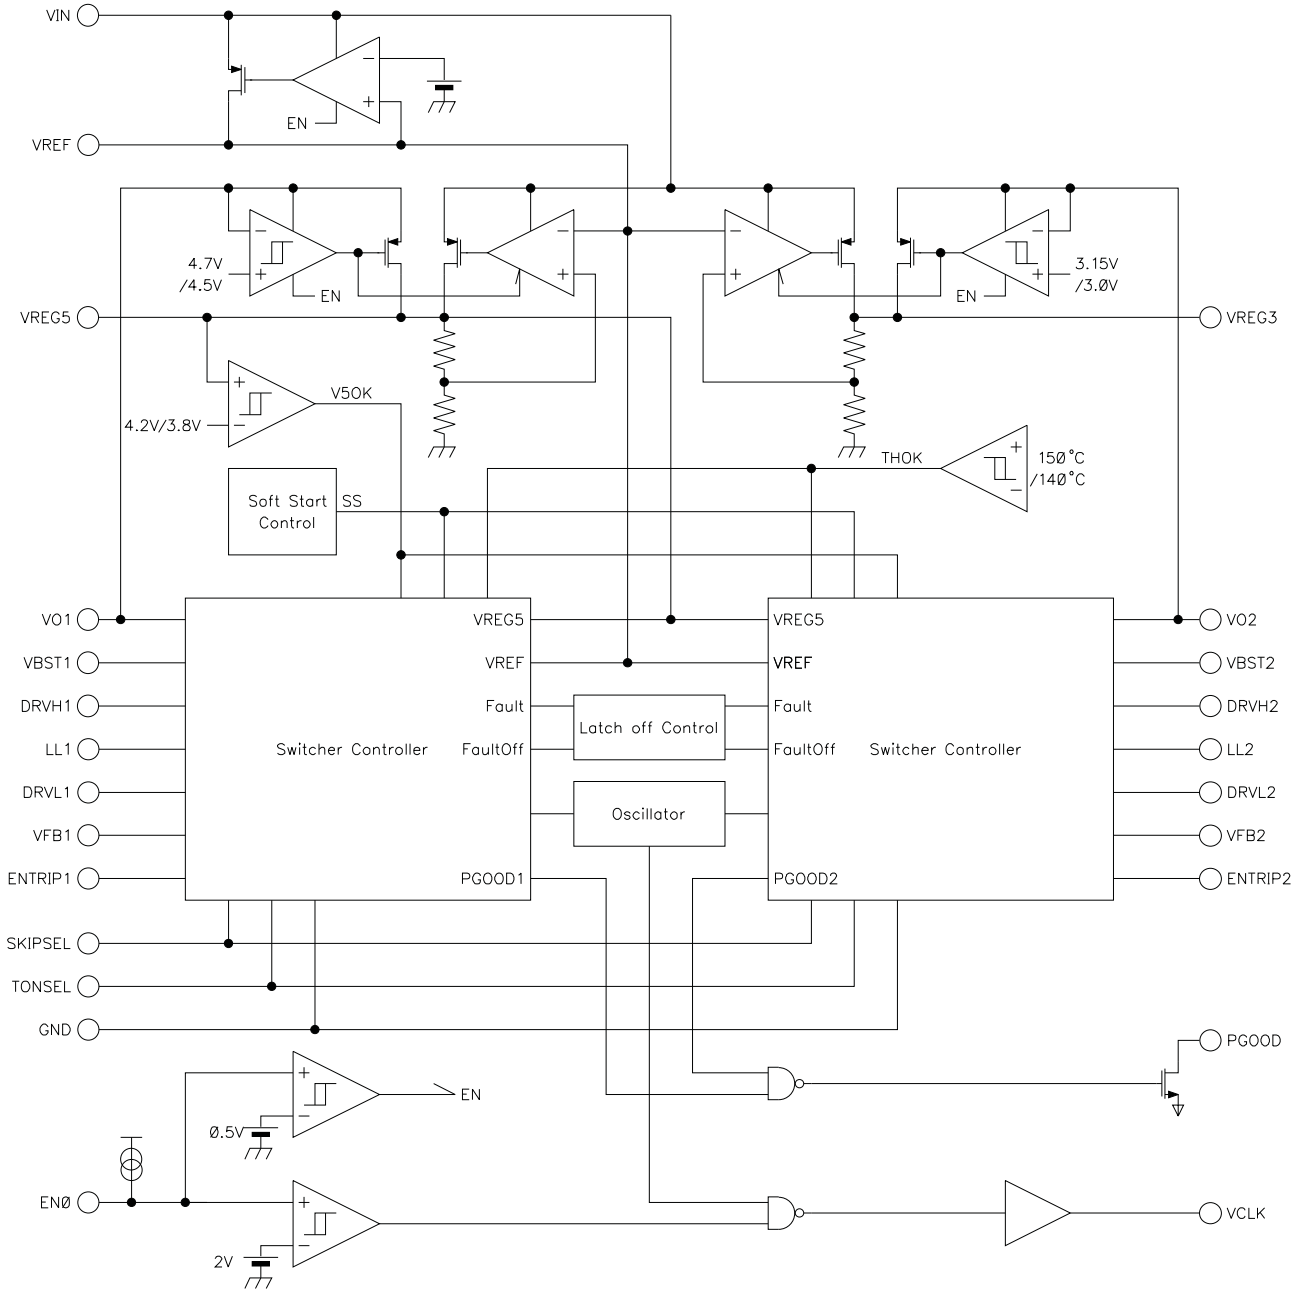 VIN
EN
VREF
4.7V
/4.5V
EN
3.15V
/3.0V
EN
VREG5
VREG3
V5OK
4.2V/3.8V
THOK
150°C
/140°C
Soft Start
Control
SS
VO1
VREG5
VREG5
VO2
VBST1
VREF
VREF
VBST2
DRVH1
Fault
Latch off Control
Fault
DRVH2
LL1
Switcher Controller
FaultOff
FaultOff
Switcher Controller
LL2
DRVL1
DRVL2
Oscillator
VFB1
VFB2
ENTRIP1
PGOOD1
PGOOD2
ENTRIP2
SKIPSEL
TONSEL
GND
PGOOD
EN
0.5V
EN0
VCLK
2V